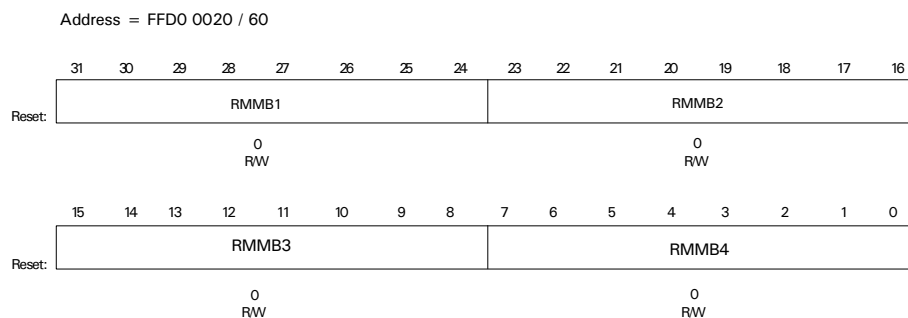 Address = FFD0 0020 / 60
31 30 29 28 27 26 25 24 23 22 21 20 19 18 17 16
RMMB1 RMMB2
Reset:
0 0
R/W R/W
15 14 13 12 11 10 9 8 7 6 5 4 3 2 1 0
RMMB3 RMMB4
Reset:
0 0
R/W R/W